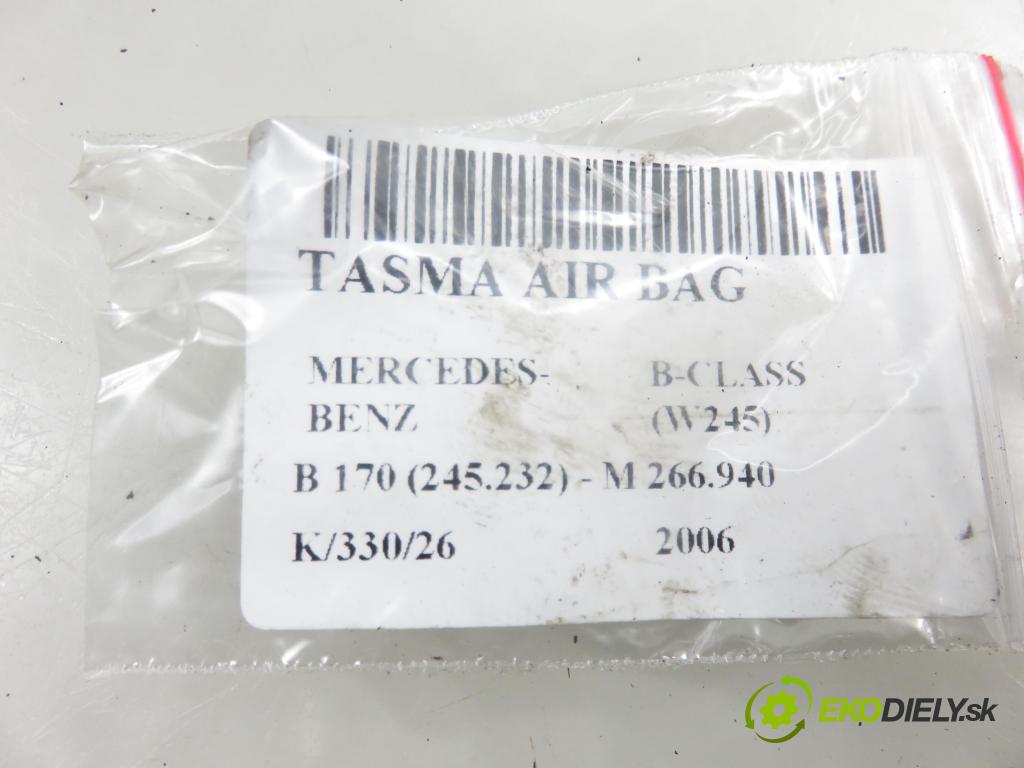 TASMA AIR BAG
MERCEDES- B-CLASS
BENZ (W245)
B 170 (245.232) - M 266.940
K/330/26 2006
EKODIELY.sk